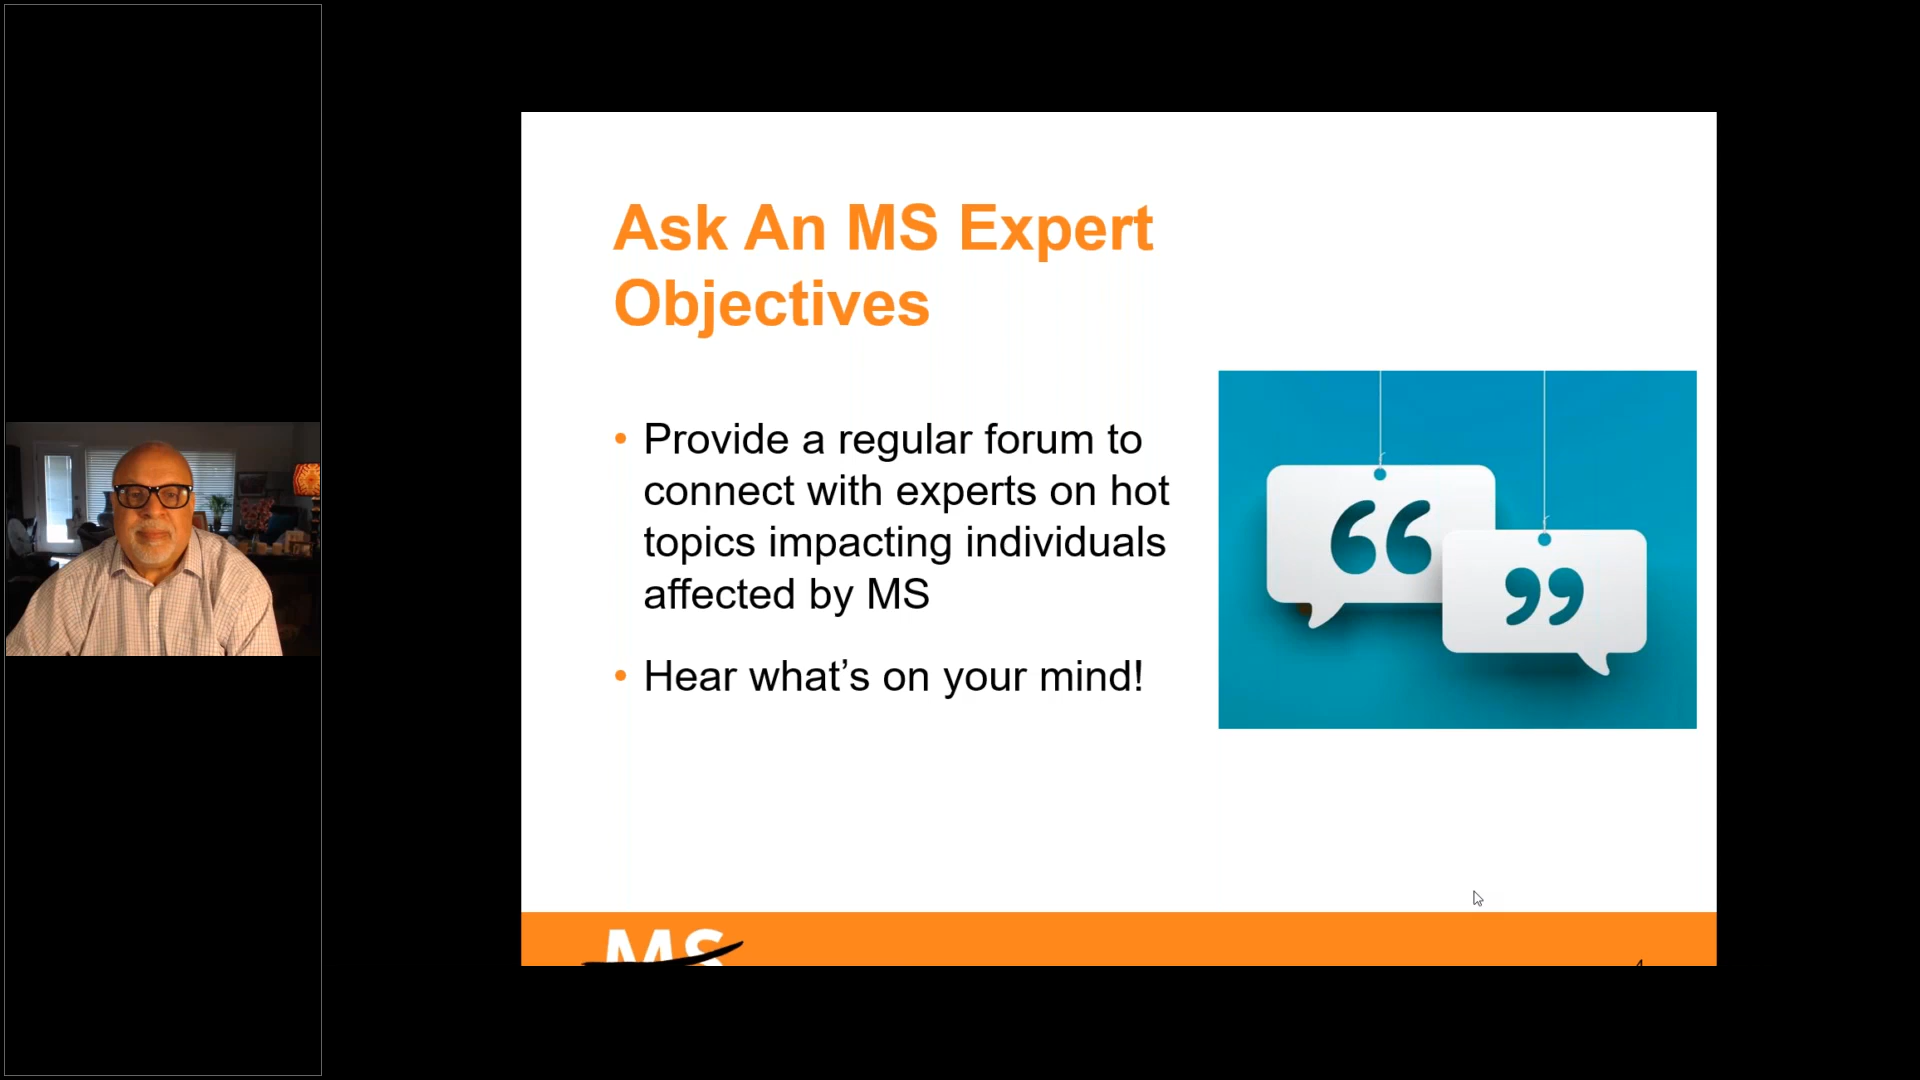 Ask An MS Expert
Objectives
• Provide a regular forum to
connect with experts on hot
topics impacting individuals
affected by MS
• Hear what’s on your mind!
“
”
MS
4